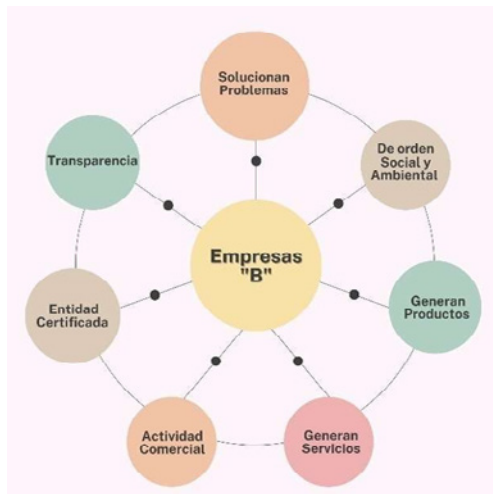 Solucionan
Problemas
De orden
Social y
Ambiental
Generan
Productos
Generan
Servicios
Actividad
Comercial
Entidad
Certificada
Transparencia
Empresas
"B"